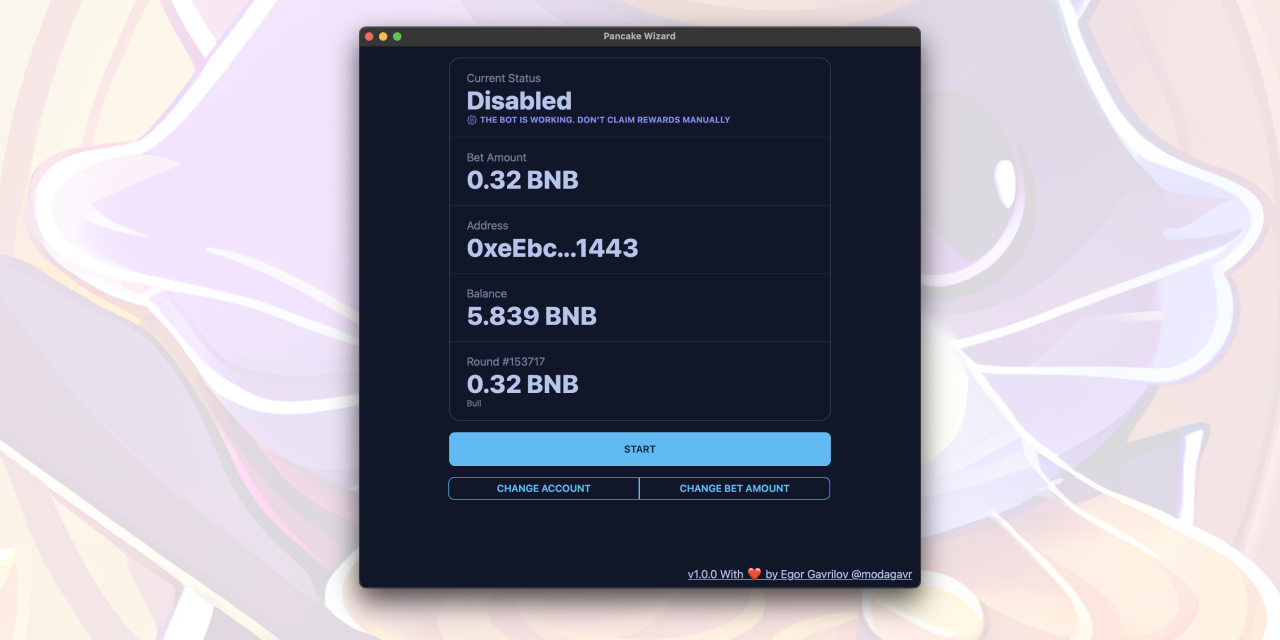 Pancake Wizard
Current Status
Disabled
THE BOT IS WORKING. DON'T CLAIM REWARDS MANUALLY
Bet Amount
0.32 BNB
Address
0xeEbc...1443
Balance
5.839 BNB
Round #153717
0.32 BNB
Bull
START
CHANGE ACCOUNT
CHANGE BET AMOUNT
v1.0.0 With ❤️ by Egor Gavrilov @modagavr